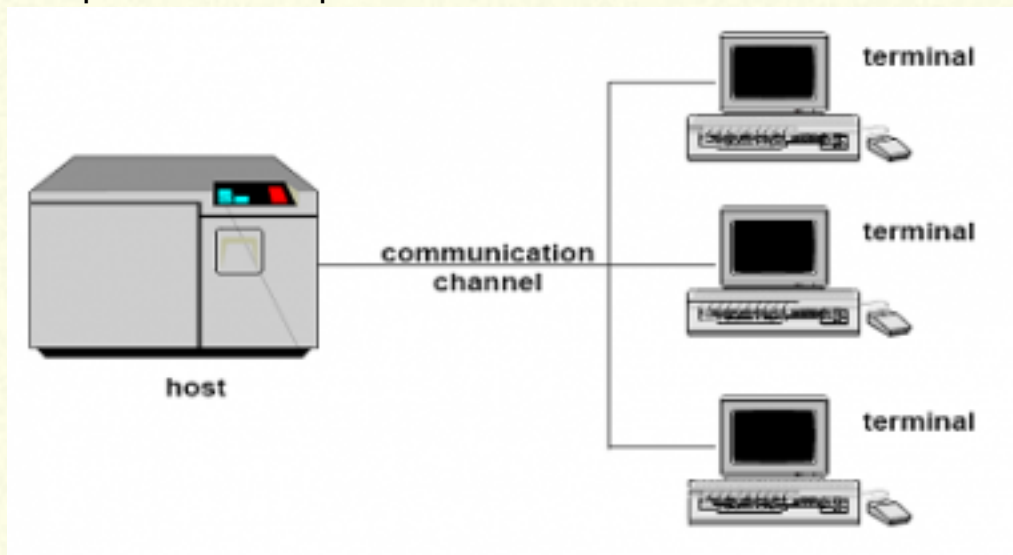 terminal
terminal
communication
channel
host
terminal